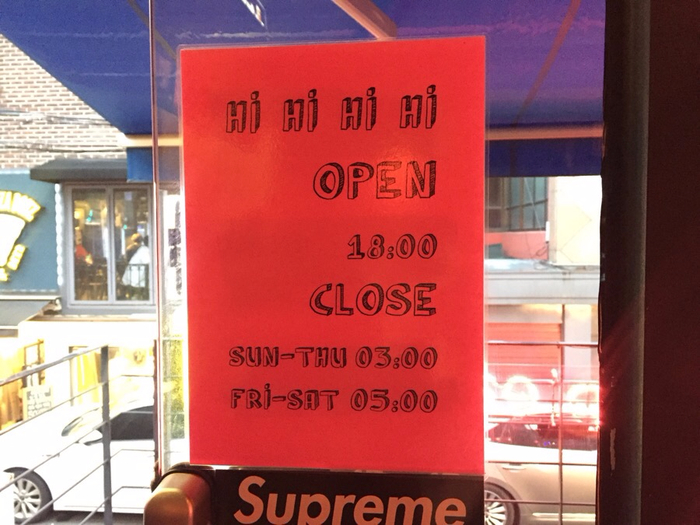 Hi Hi Hi Hi
OPEN
18:00
CLOSE
SUN-THU 03:00
FRi-SAT 05:00
Supreme